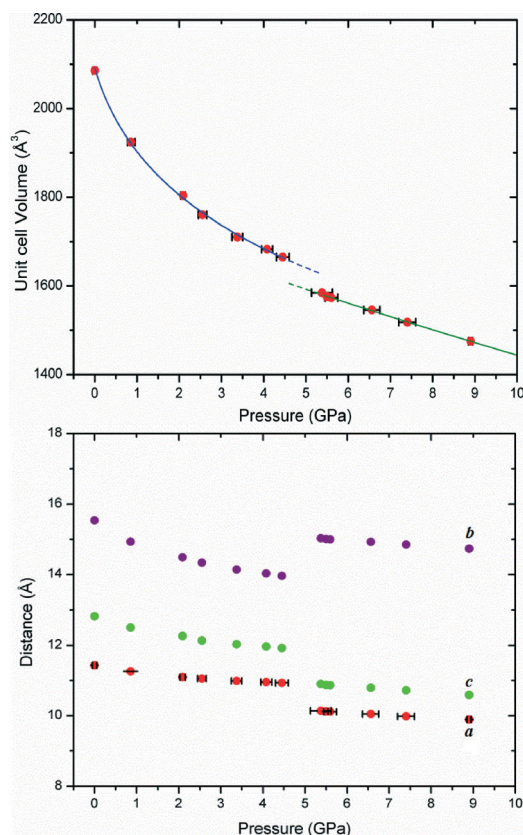 2200
2000
1800
1600
1400
Unit cell Volume (Å³)
0 1 2 3 4 5 6 7 8 9 10
Pressure (GPa)
18
16
14
12
10
8
Distance (Å)
b
c
a
0 1 2 3 4 5 6 7 8 9 10
Pressure (GPa)